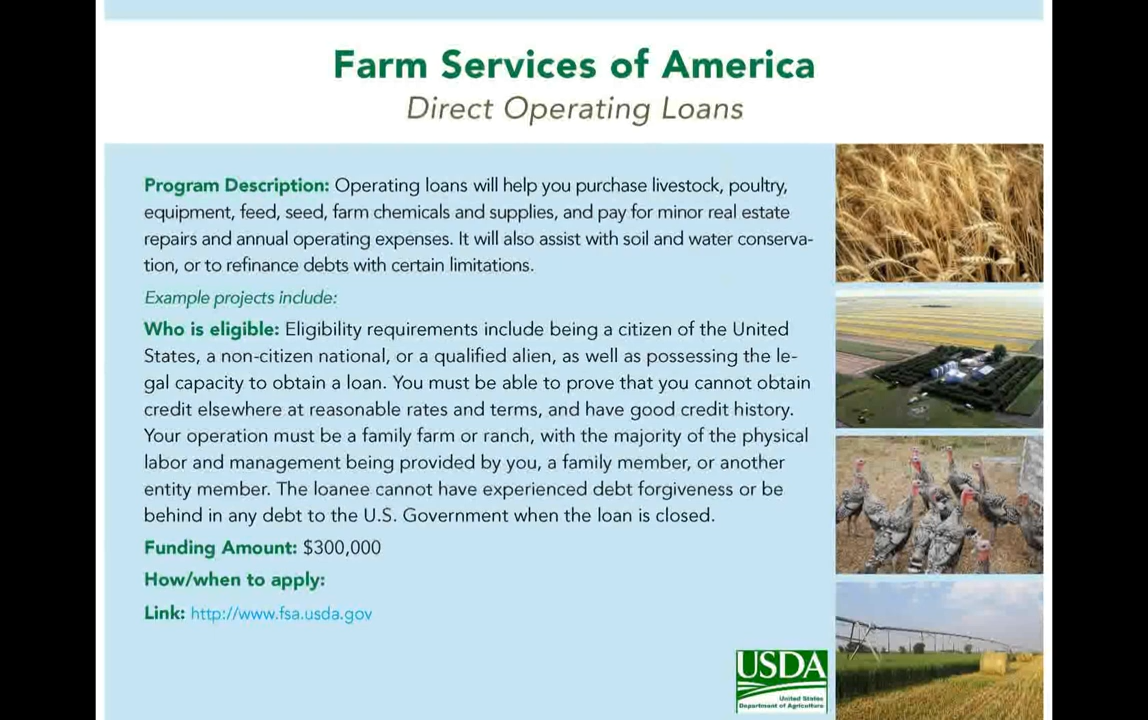 Farm Services of America
Direct Operating Loans
Program Description: Operating loans will help you purchase livestock, poultry,
equipment, feed, seed, farm chemicals and supplies, and pay for minor real estate
repairs and annual operating expenses. It will also assist with soil and water conserva-
tion, or to refinance debts with certain limitations.
Example projects include:
Who is eligible: Eligibility requirements include being a citizen of the United
States, a non-citizen national, or a qualified alien, as well as possessing the le-
gal capacity to obtain a loan. You must be able to prove that you cannot obtain
credit elsewhere at reasonable rates and terms, and have good credit history.
Your operation must be a family farm or ranch, with the majority of the physical
labor and management being provided by you, a family member, or another
entity member. The loanee cannot have experienced debt forgiveness or be
behind in any debt to the U.S. Government when the loan is closed.
Funding Amount: $300,000
How/when to apply:
Link: http://www.fsa.usda.gov
USDA
United States
Department of Agriculture